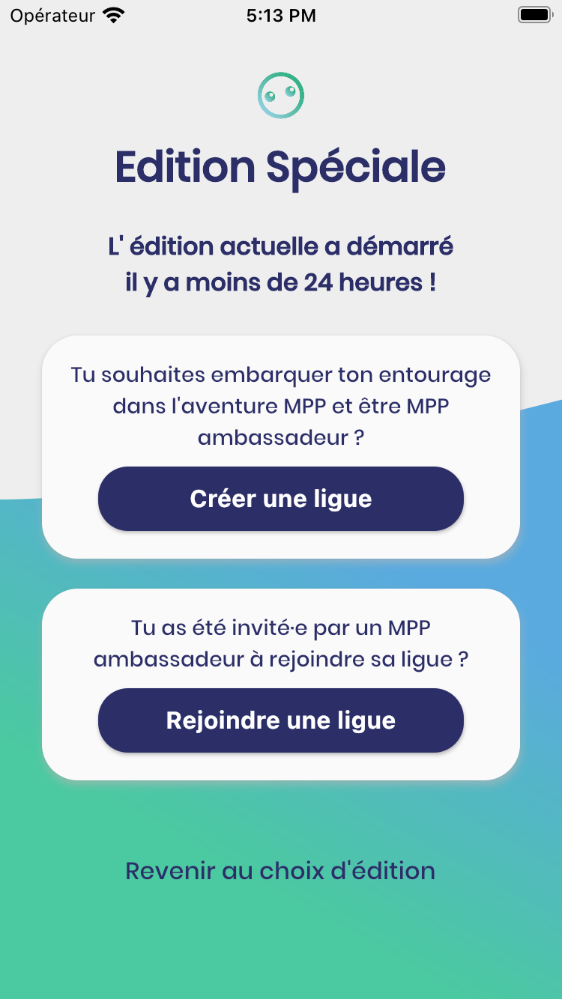 Opérateur 5:13 PM
Edition Spéciale
L' édition actuelle a démarré
il y a moins de 24 heures !
Tu souhaites embarquer ton entourage
dans l'aventure MPP et être MPP
ambassadeur ?
Créer une ligue
Tu as été invité·e par un MPP
ambassadeur à rejoindre sa ligue ?
Rejoindre une ligue
Revenir au choix d'édition